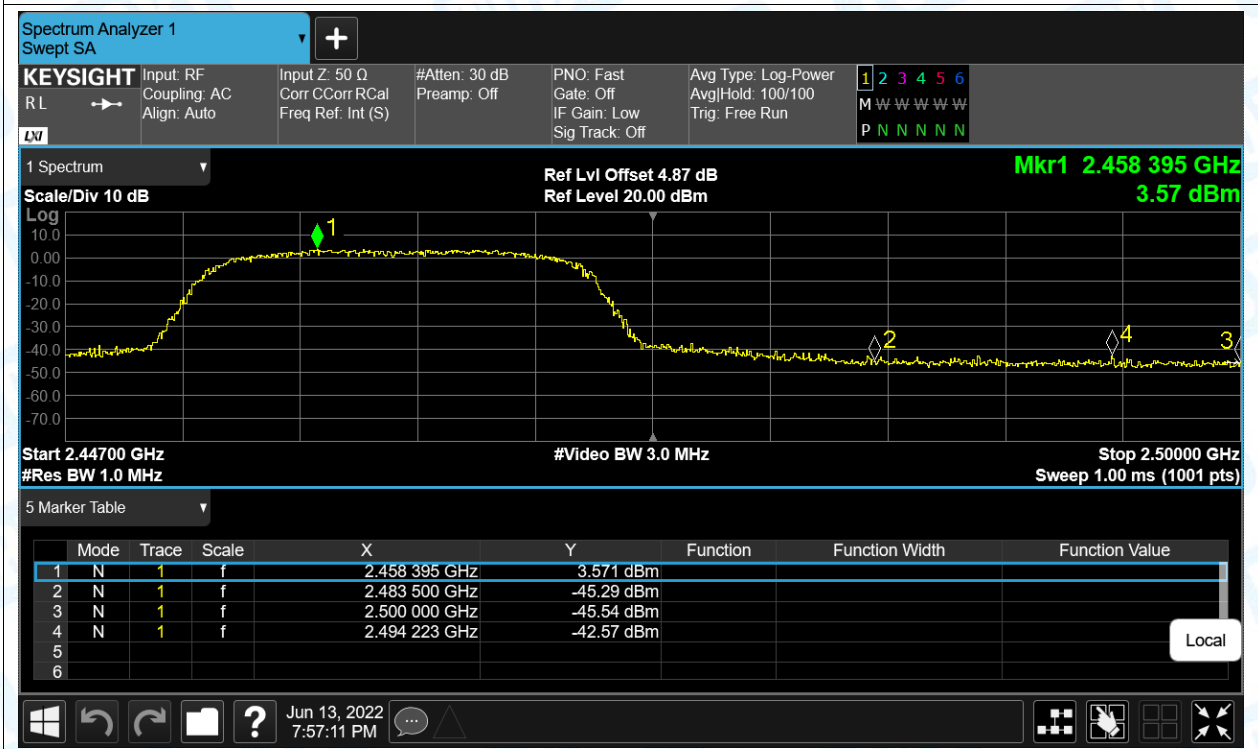 Spectrum Analyzer 1
Swept SA
KEYSIGHT
R L
LXI
Input: RF
Coupling: AC
Align: Auto
Input Z: 50 Ω
Corr CCorr RCal
Freq Ref: Int (S)
#Atten: 30 dB
Preamp: Off
PNO: Fast
Gate: Off
IF Gain: Low
Sig Track: Off
Avg Type: Log-Power
Avg|Hold: 100/100
Trig: Free Run
1 2 3 4 5 6
M W W W W W
P N N N N N
1 Spectrum
Scale/Div 10 dB
Ref Lvl Offset 4.87 dB
Ref Level 20.00 dBm
Mkr1 2.458 395 GHz
3.57 dBm
Log
10.0
0.00
-10.0
-20.0
-30.0
-40.0
-50.0
-60.0
-70.0
1
2
4
3
Start 2.44700 GHz
#Res BW 1.0 MHz
#Video BW 3.0 MHz
Stop 2.50000 GHz
Sweep 1.00 ms (1001 pts)
5 Marker Table
Mode Trace Scale X Y Function Function Width Function Value
1 N 1 f 2.458 395 GHz 3.571 dBm
2 N 1 f 2.483 500 GHz -45.29 dBm
3 N 1 f 2.500 000 GHz -45.54 dBm
4 N 1 f 2.494 223 GHz -42.57 dBm
5
6
Local
?
Jun 13, 2022
7:57:11 PM